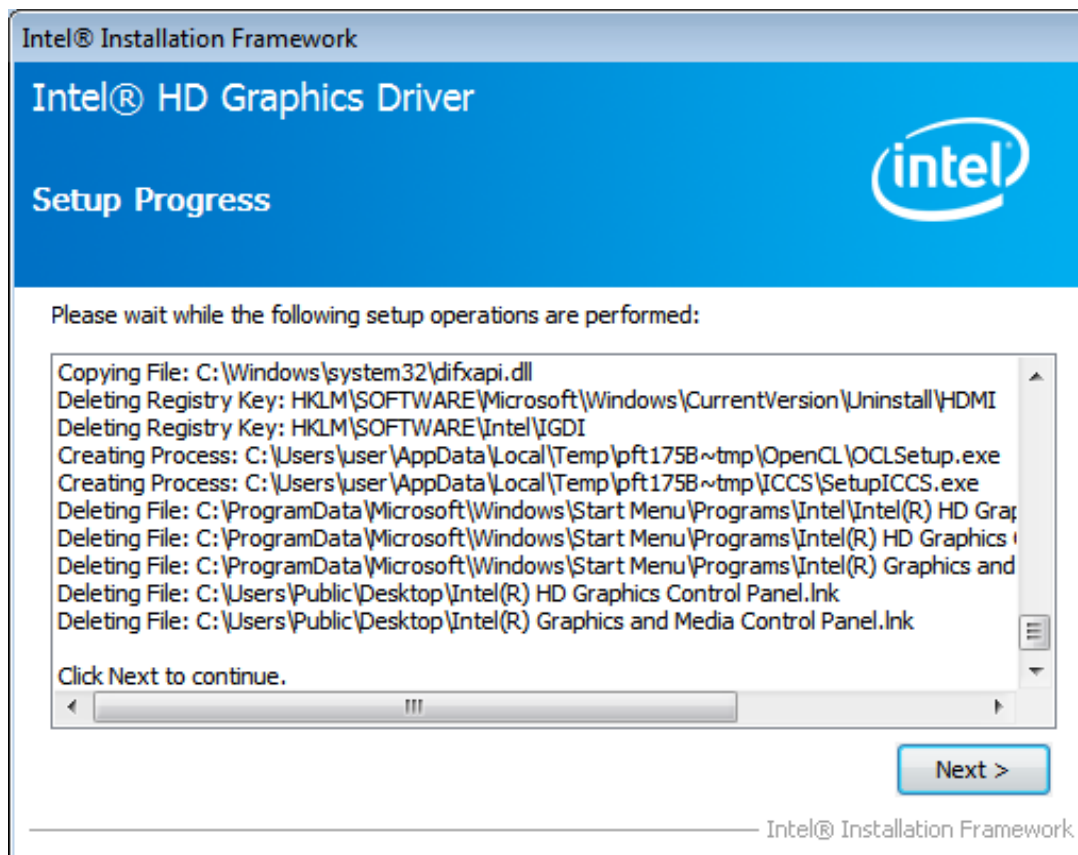 Intel® Installation Framework
Intel® HD Graphics Driver
intel
Setup Progress
Please wait while the following setup operations are performed:
Copying File: C:\Windows\system32\difxapi.dll
Deleting Registry Key: HKLM\SOFTWARE\Microsoft\Windows\CurrentVersion\Uninstall\HDMI
Deleting Registry Key: HKLM\SOFTWARE\Intel\IGDI
Creating Process: C:\Users\user\AppData\Local\Temp\pft175B~tmp\OpenCL\OCLSetup.exe
Creating Process: C:\Users\user\AppData\Local\Temp\pft175B~tmp\ICCS\SetupICCS.exe
Deleting File: C:\ProgramData\Microsoft\Windows\Start Menu\Programs\Intel\Intel(R) HD Grap
Deleting File: C:\ProgramData\Microsoft\Windows\Start Menu\Programs\Intel(R) HD Graphics
Deleting File: C:\ProgramData\Microsoft\Windows\Start Menu\Programs\Intel(R) Graphics and
Deleting File: C:\Users\Public\Desktop\Intel(R) HD Graphics Control Panel.lnk
Deleting File: C:\Users\Public\Desktop\Intel(R) Graphics and Media Control Panel.lnk
Click Next to continue.
Next >
Intel® Installation Framework